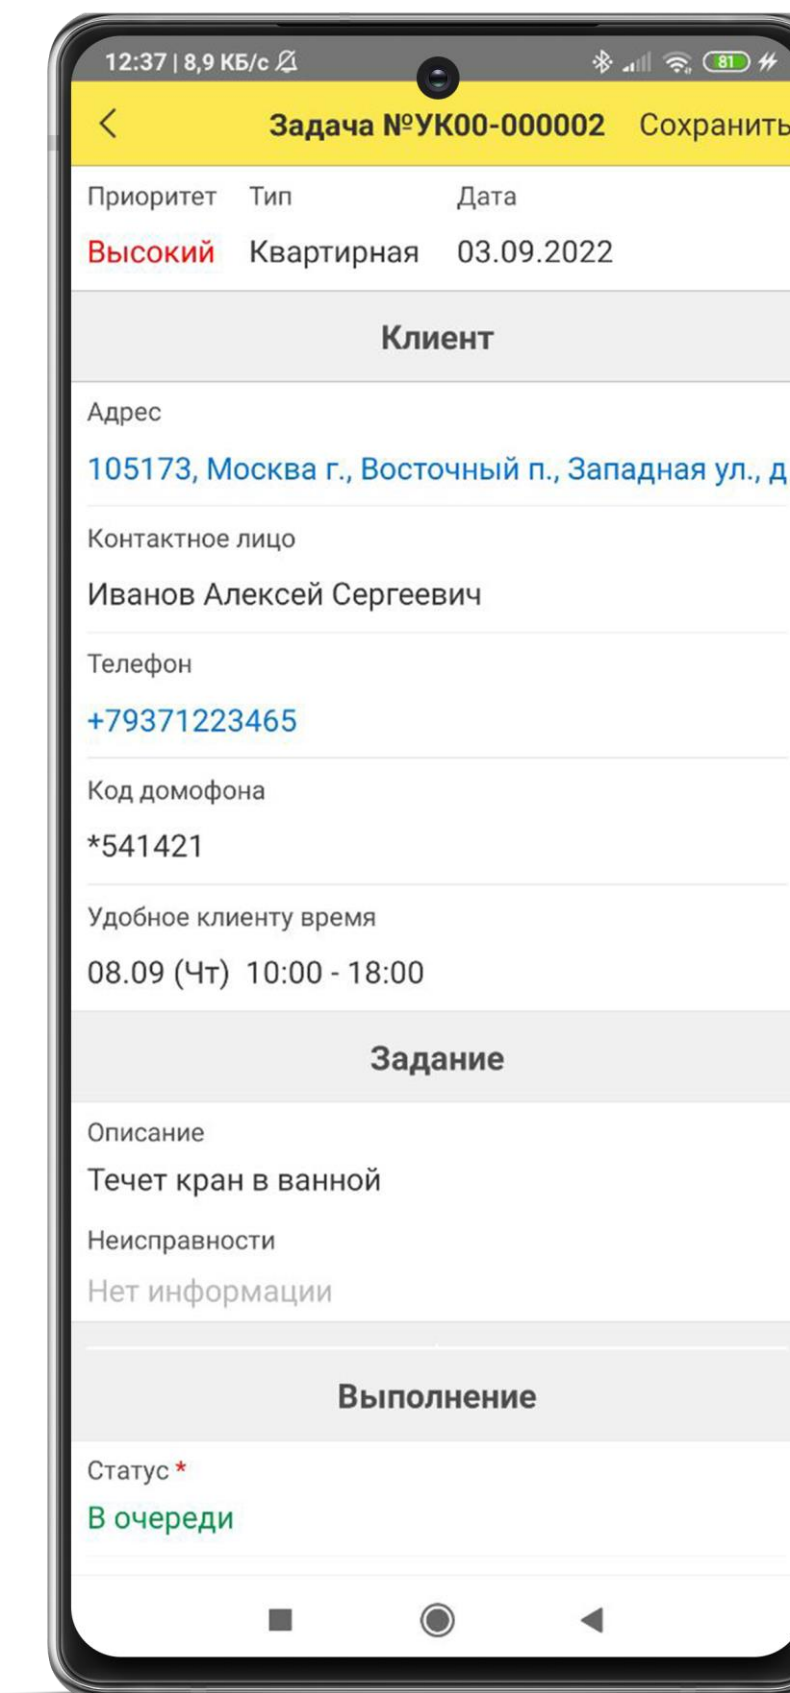 12:37 | 8,9 КБ/с 81
Задача №УК00-000002 Сохранить
Приоритет Тип Дата
Высокий Квартирная 03.09.2022
Клиент
Адрес
105173, Москва г., Восточный п., Западная ул., д
Контактное лицо
Иванов Алексей Сергеевич
Телефон
+79371223465
Код домофона
*541421
Удобное клиенту время
08.09 (Чт) 10:00 - 18:00
Задание
Описание
Течет кран в ванной
Неисправности
Нет информации
Выполнение
Статус *
В очереди